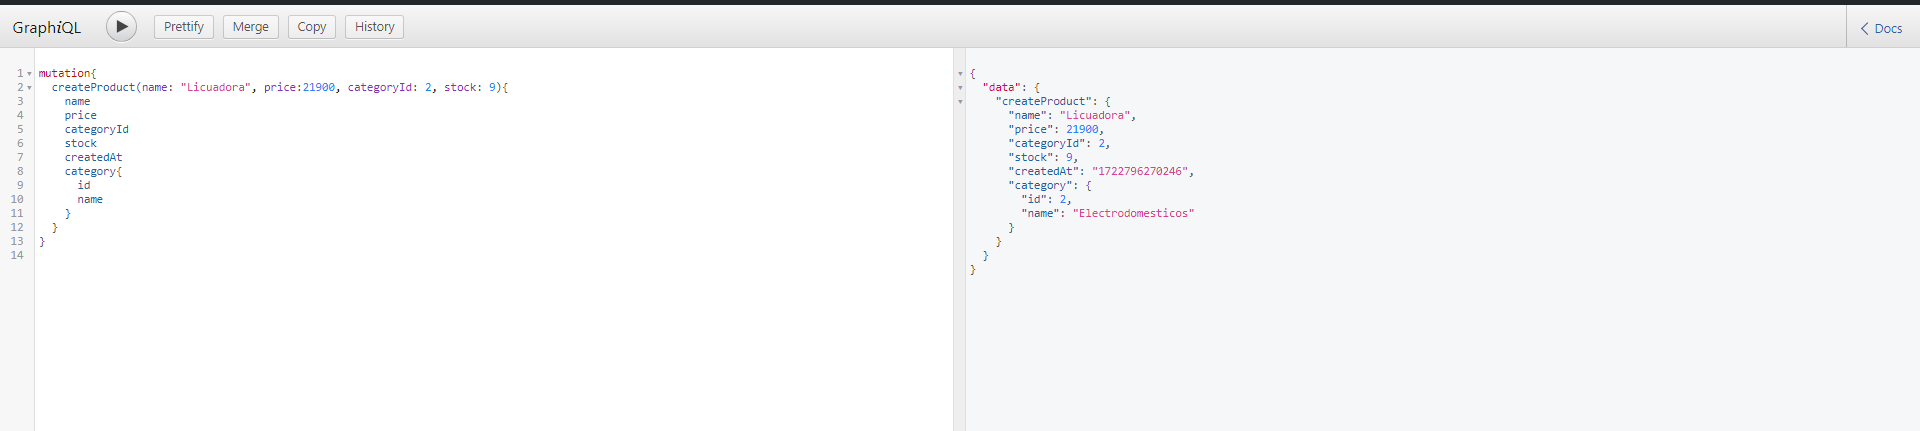 GraphiQL Prettify Merge Copy History Docs
1 mutation{
2 createProduct(name: "Licuadora", price:21900, categoryId: 2, stock: 9){
3 name
4 price
5 categoryId
6 stock
7 createdAt
8 category{
9 id
10 name
11 }
12 }
13 }
14
{
"data": {
"createProduct": {
"name": "Licuadora",
"price": 21900,
"categoryId": 2,
"stock": 9,
"createdAt": "1722796270246",
"category": {
"id": 2,
"name": "Electrodomesticos"
}
}
}
}